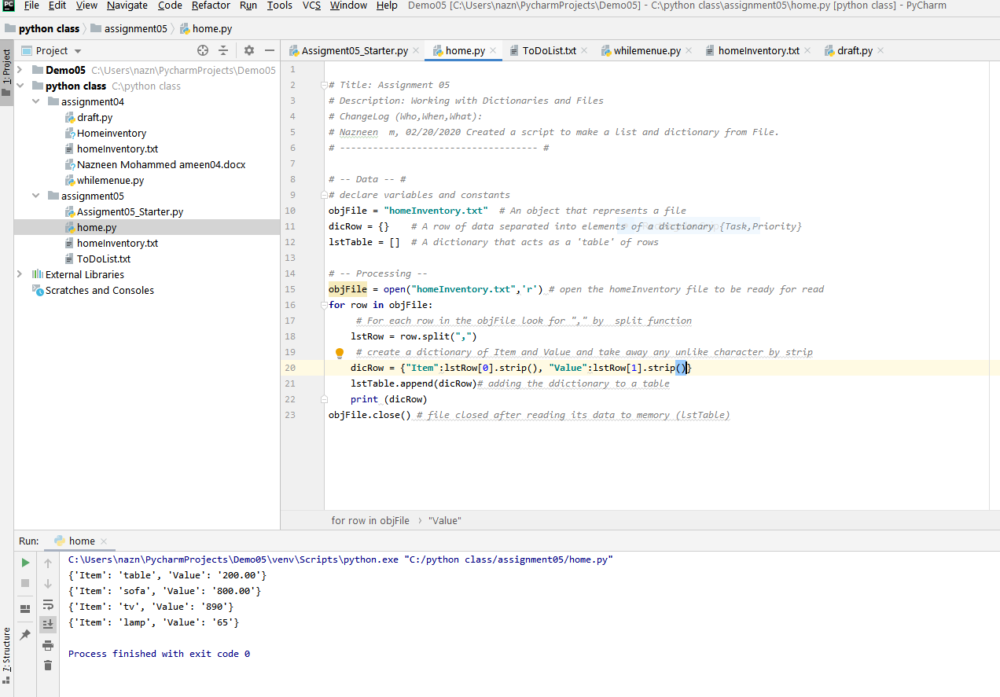 PC File Edit View Navigate Code Refactor Run Tools VCS Window Help Demo05 [C:\Users\nazn\PycharmProjects\Demo05] - C:\python class\assignment05\home.py [python class] - PyCharm
python class assignment05 home.py
1: Project
Project
Assigment05_Starter.py home.py ToDoList.txt whilemenue.py homeInventory.txt draft.py
Demo05 C:\Users\nazn\PycharmProjects\Demo05
python class C:\python class
assignment04
draft.py
Homeinventory
homeInventory.txt
Nazneen Mohammed ameen04.docx
whilemenue.py
assignment05
Assigment05_Starter.py
home.py
homeInventory.txt
ToDoList.txt
External Libraries
Scratches and Consoles
1
2 # Title: Assignment 05
3 # Description: Working with Dictionaries and Files
4 # ChangeLog (Who,When,What):
5 # Nazneen  m, 02/20/2020 Created a script to make a list and dictionary from File.
6 # ------------------------------------ #
7
8 # -- Data -- #
9 # declare variables and constants
10 objFile = "homeInventory.txt"  # An object that represents a file
11 dicRow = {}    # A row of data separated into elements of a dictionary {Task,Priority}
12 lstTable = []  # A dictionary that acts as a 'table' of rows
13
14 # -- Processing --
15 objFile = open("homeInventory.txt",'r') # open the homeInventory file to be ready for read
16 for row in objFile:
17 # For each row in the objFile look for "," by  split function
18 lstRow = row.split(",")
19 # create a dictionary of Item and Value and take away any unlike character by strip
20 dicRow = {"Item":lstRow[0].strip(), "Value":lstRow[1].strip()}
21 lstTable.append(dicRow)# adding the ddictionary to a table
22 print (dicRow)
23 objFile.close() # file closed after reading its data to memory (lstTable)
for row in objFile › "Value"
Run: home
C:\Users\nazn\PycharmProjects\Demo05\venv\Scripts\python.exe "C:/python class/assignment05/home.py"
{'Item': 'table', 'Value': '200.00'}
{'Item': 'sofa', 'Value': '800.00'}
{'Item': 'tv', 'Value': '890'}
{'Item': 'lamp', 'Value': '65'}
Process finished with exit code 0
7: Structure